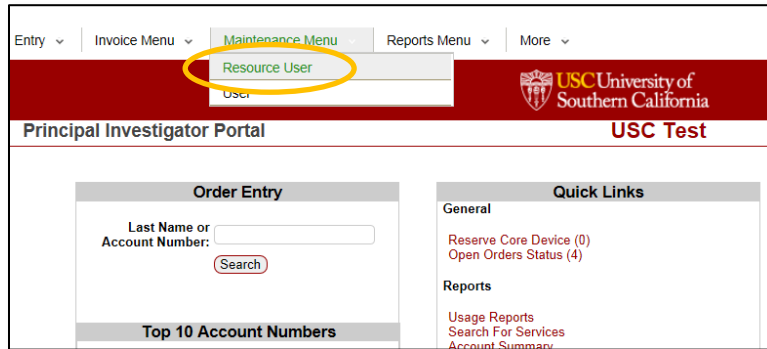 Entry Invoice Menu Maintenance Menu Reports Menu More
Resource User
User
USC University of
Southern California
Principal Investigator Portal
USC Test
Order Entry
Last Name or
Account Number:
Search
Top 10 Account Numbers
Quick Links
General
Reserve Core Device (0)
Open Orders Status (4)
Reports
Usage Reports
Search For Services
Account Summary